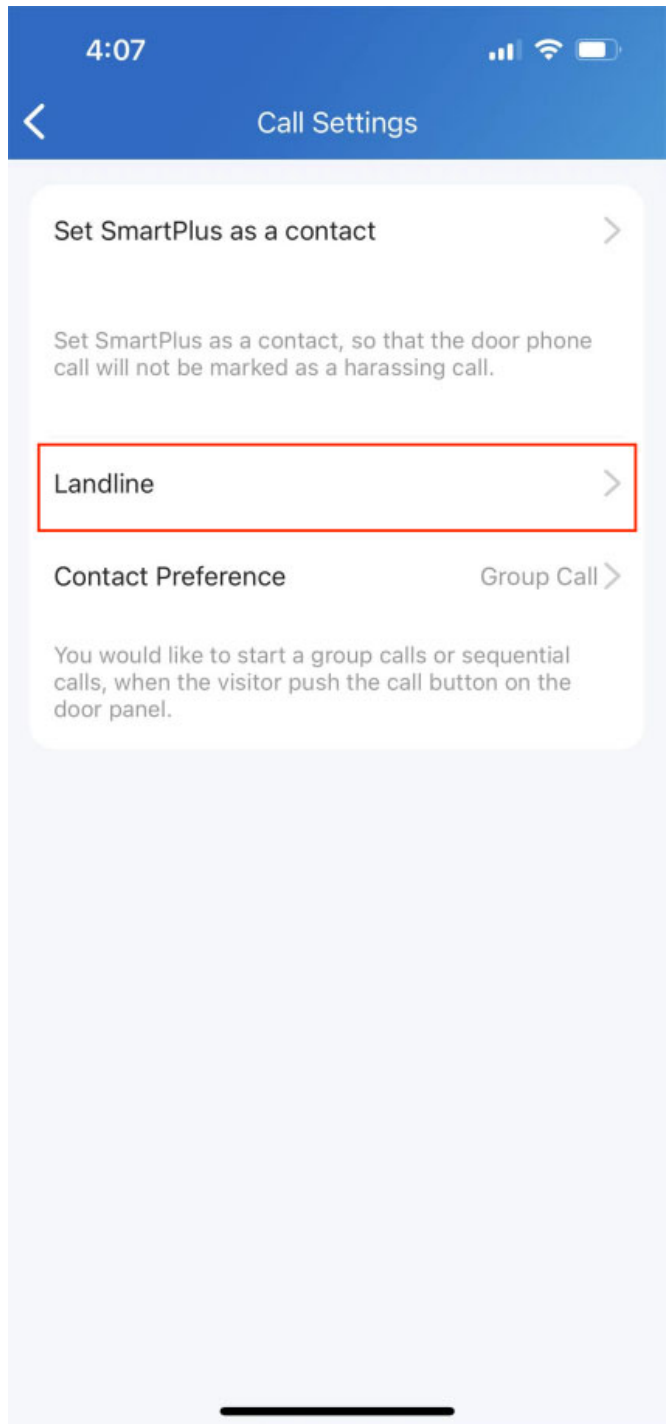 4:07
Call Settings
Set SmartPlus as a contact
Set SmartPlus as a contact, so that the door phone
call will not be marked as a harassing call.
Landline
Contact Preference Group Call
You would like to start a group calls or sequential
calls, when the visitor push the call button on the
door panel.